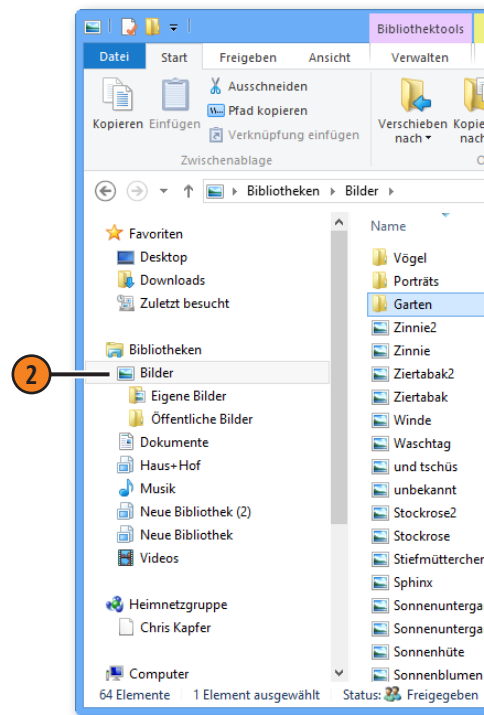 Bibliothektools
Datei Start Freigeben Ansicht Verwalten
Kopieren Einfügen
Ausschneiden
Pfad kopieren
Verknüpfung einfügen
Zwischenablage
Verschieben
nach
Bibliotheken Bilder
Favoriten
Desktop
Downloads
Zuletzt besucht
Bibliotheken
2
Bilder
Eigene Bilder
Öffentliche Bilder
Dokumente
Haus+Hof
Musik
Neue Bibliothek (2)
Neue Bibliothek
Videos
Heimnetzgruppe
Chris Kapfer
Computer
Name
Vögel
Porträts
Garten
Zinnie2
Zinnie
Ziertabak2
Ziertabak
Winde
Waschtag
und tschüs
unbekannt
Stockrose2
Stockrose
Stiefmütterchen
Sphinx
Sonnenunterga
Sonnenunterga
Sonnenhüte
Sonnenblumen
64 Elemente 1 Element ausgewählt Status: Freigegeben